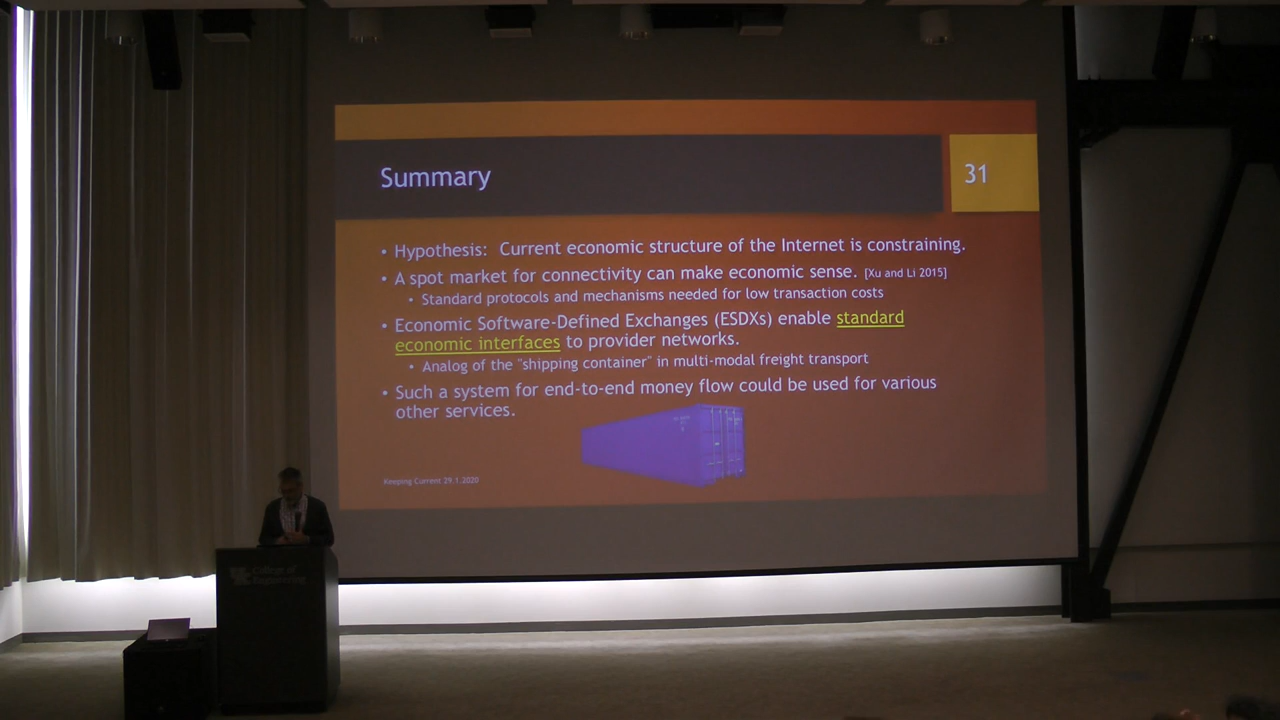 Summary
31
• Hypothesis: Current economic structure of the Internet is constraining.
• A spot market for connectivity can make economic sense. [Xu and Li 2015]
• Standard protocols and mechanisms needed for low transaction costs
• Economic Software-Defined Exchanges (ESDXs) enable standard
economic interfaces to provider networks.
• Analog of the "shipping container" in multi-modal freight transport
• Such a system for end-to-end money flow could be used for various
other services.
Keeping Current 29.1.2020
College of
Engineering